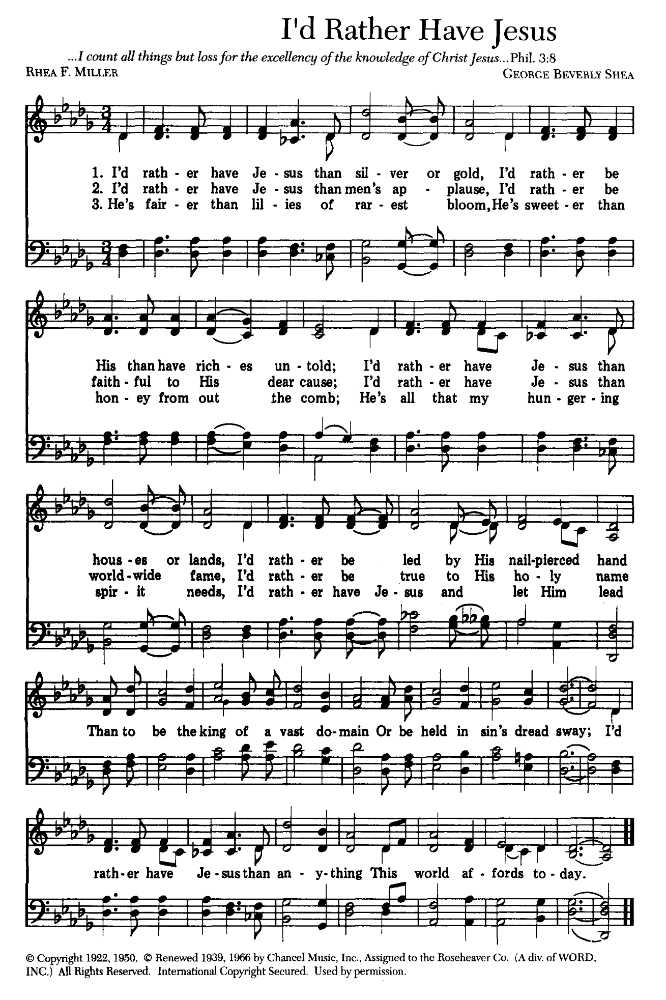 I'd Rather Have Jesus
...I count all things but loss for the excellency of the knowledge of Christ Jesus...Phil. 3:8
RHEA F. MILLER GEORGE BEVERLY SHEA
3 4
1. I'd rath - er have Je - sus than sil - ver or gold, I'd rath - er be
2. I'd rath - er have Je - sus than men's ap - plause, I'd rath - er be
3. He's fair - er than lil - ies of rar - est bloom, He's sweet - er than
3 4
His than have rich - es un - told; I'd rath - er have Je - sus than
faith - ful to His dear cause; I'd rath - er have Je - sus than
hon - ey from out the comb; He's all that my hun - ger - ing
hous - es or lands, I'd rath - er be led by His nail-pierced hand
world - wide fame, I'd rath - er be true to His ho - ly name
spir - it needs, I'd rath - er have Je - sus and let Him lead
Than to be the king of a vast do-main Or be held in sin's dread sway; I'd
rath-er have Je-sus than an - y-thing This world af - fords to - day.
© Copyright 1922, 1950. © Renewed 1939, 1966 by Chancel Music, Inc., Assigned to the Roseheaver Co. (A div. of WORD,
INC.) All Rights Reserved. International Copyright Secured. Used by permission.